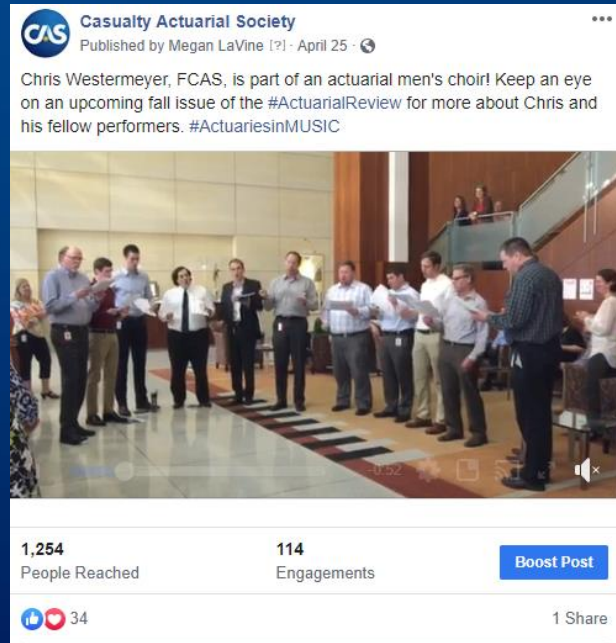 CAS
Casualty Actuarial Society
Published by Megan LaVine [?] · April 25 ·
Chris Westermeyer, FCAS, is part of an actuarial men's choir! Keep an eye
on an upcoming fall issue of the #ActuarialReview for more about Chris and
his fellow performers. #ActuariesinMUSIC
-0:52
1,254
114
Boost Post
People Reached
Engagements
34
1 Share